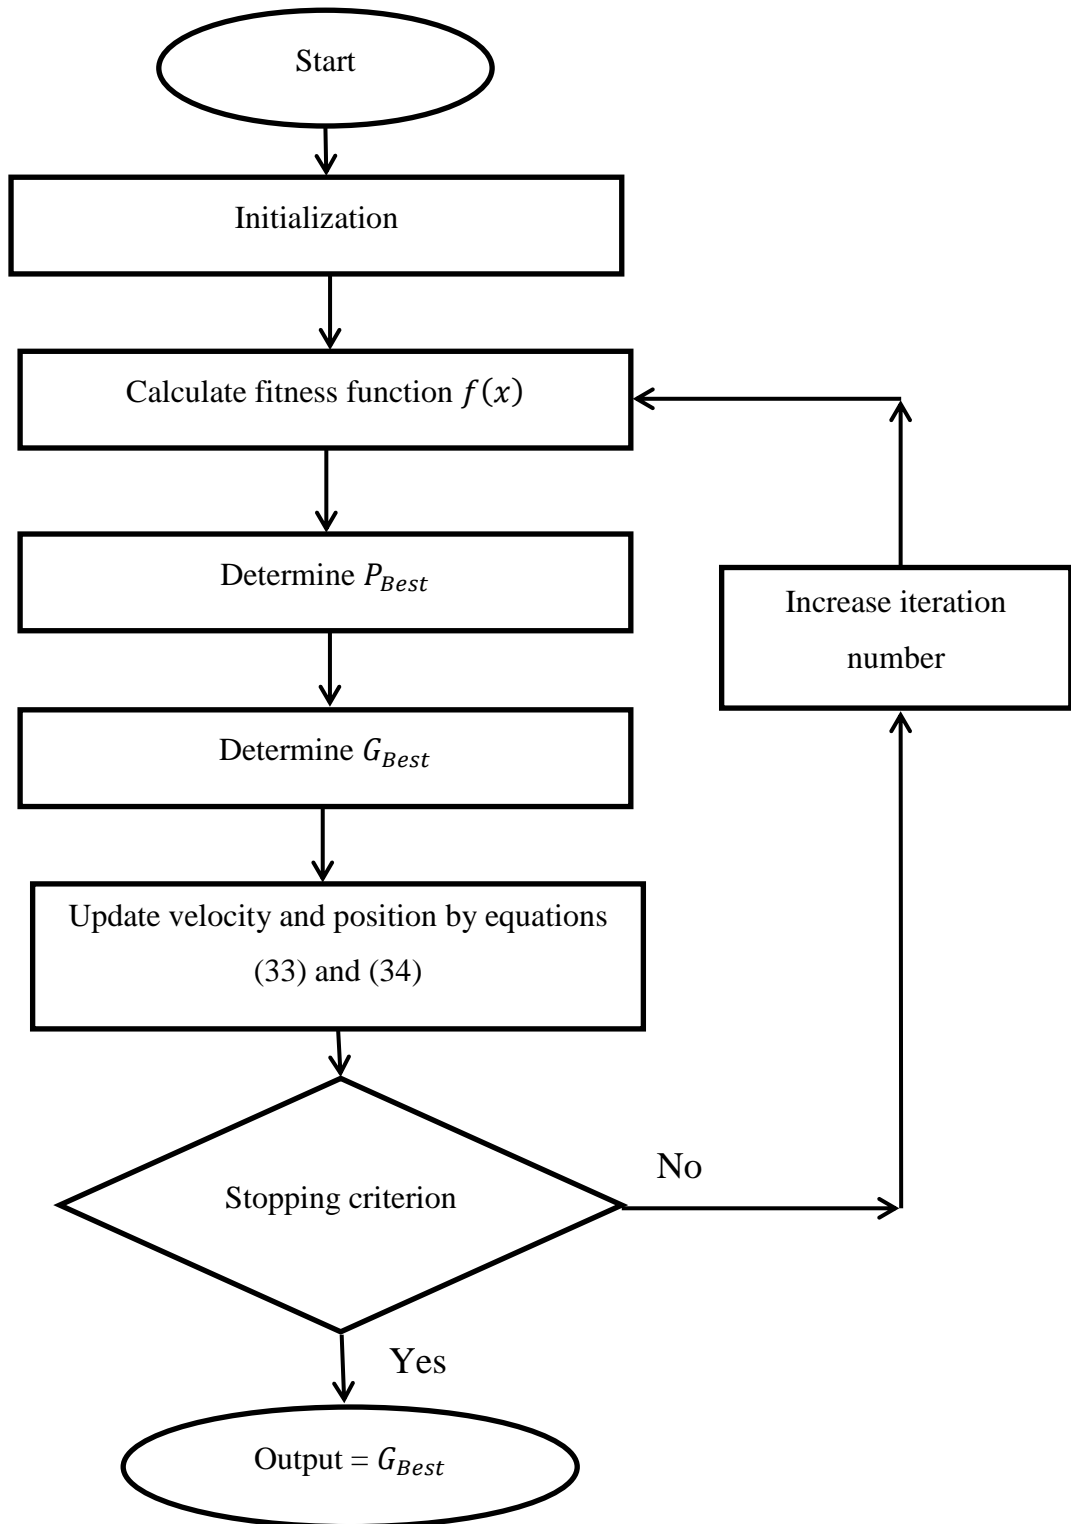 Start
Initialization
Calculate fitness function f(x)
Determine P_Best
Increase iteration
number
Determine G_Best
Update velocity and position by equations
(33) and (34)
No
Stopping criterion
Yes
Output = G_Best